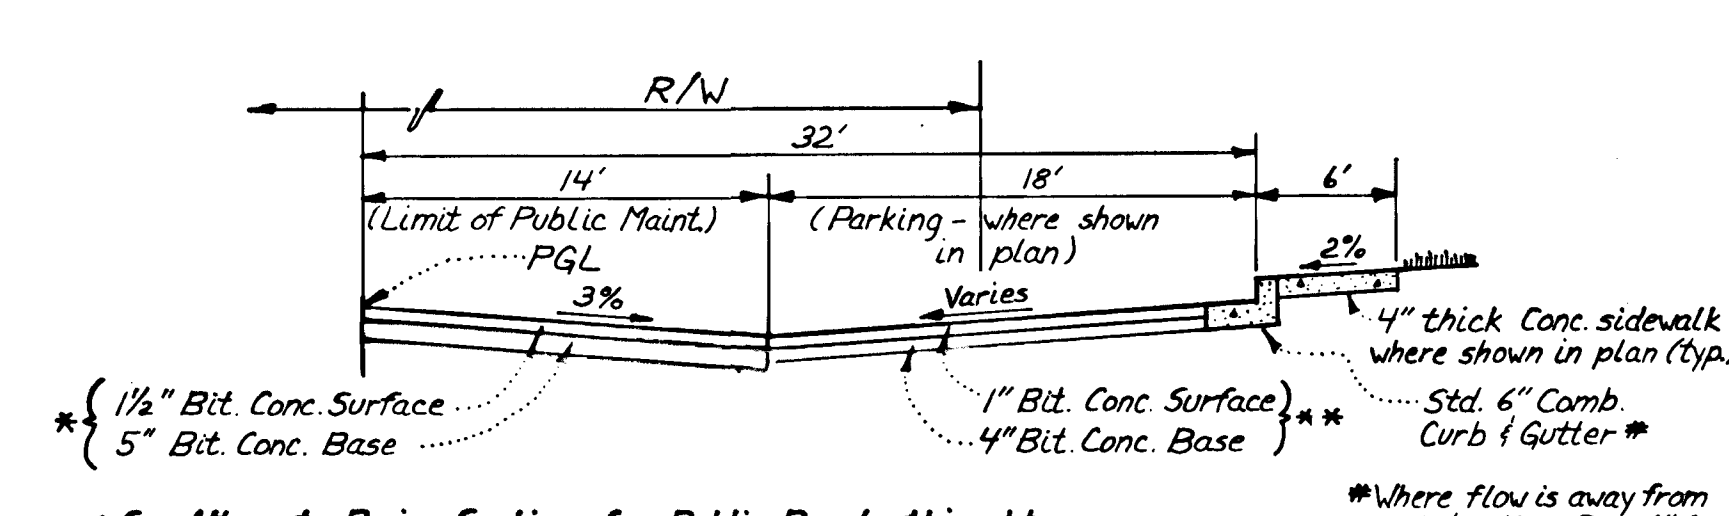 R/W
32'
14'
18'
6'
(Limit of Public Maint.)
(Parking - where shown
in plan)
PGL
2%
3%
Varies
4" thick Conc. sidewalk
where shown in plan (typ.
* { 1½" Bit. Conc. Surface
5" Bit. Conc. Base
1" Bit. Conc. Surface } * *
4" Bit. Conc. Base
Std. 6" Comb.
Curb & Gutter #
# Where flow is away from